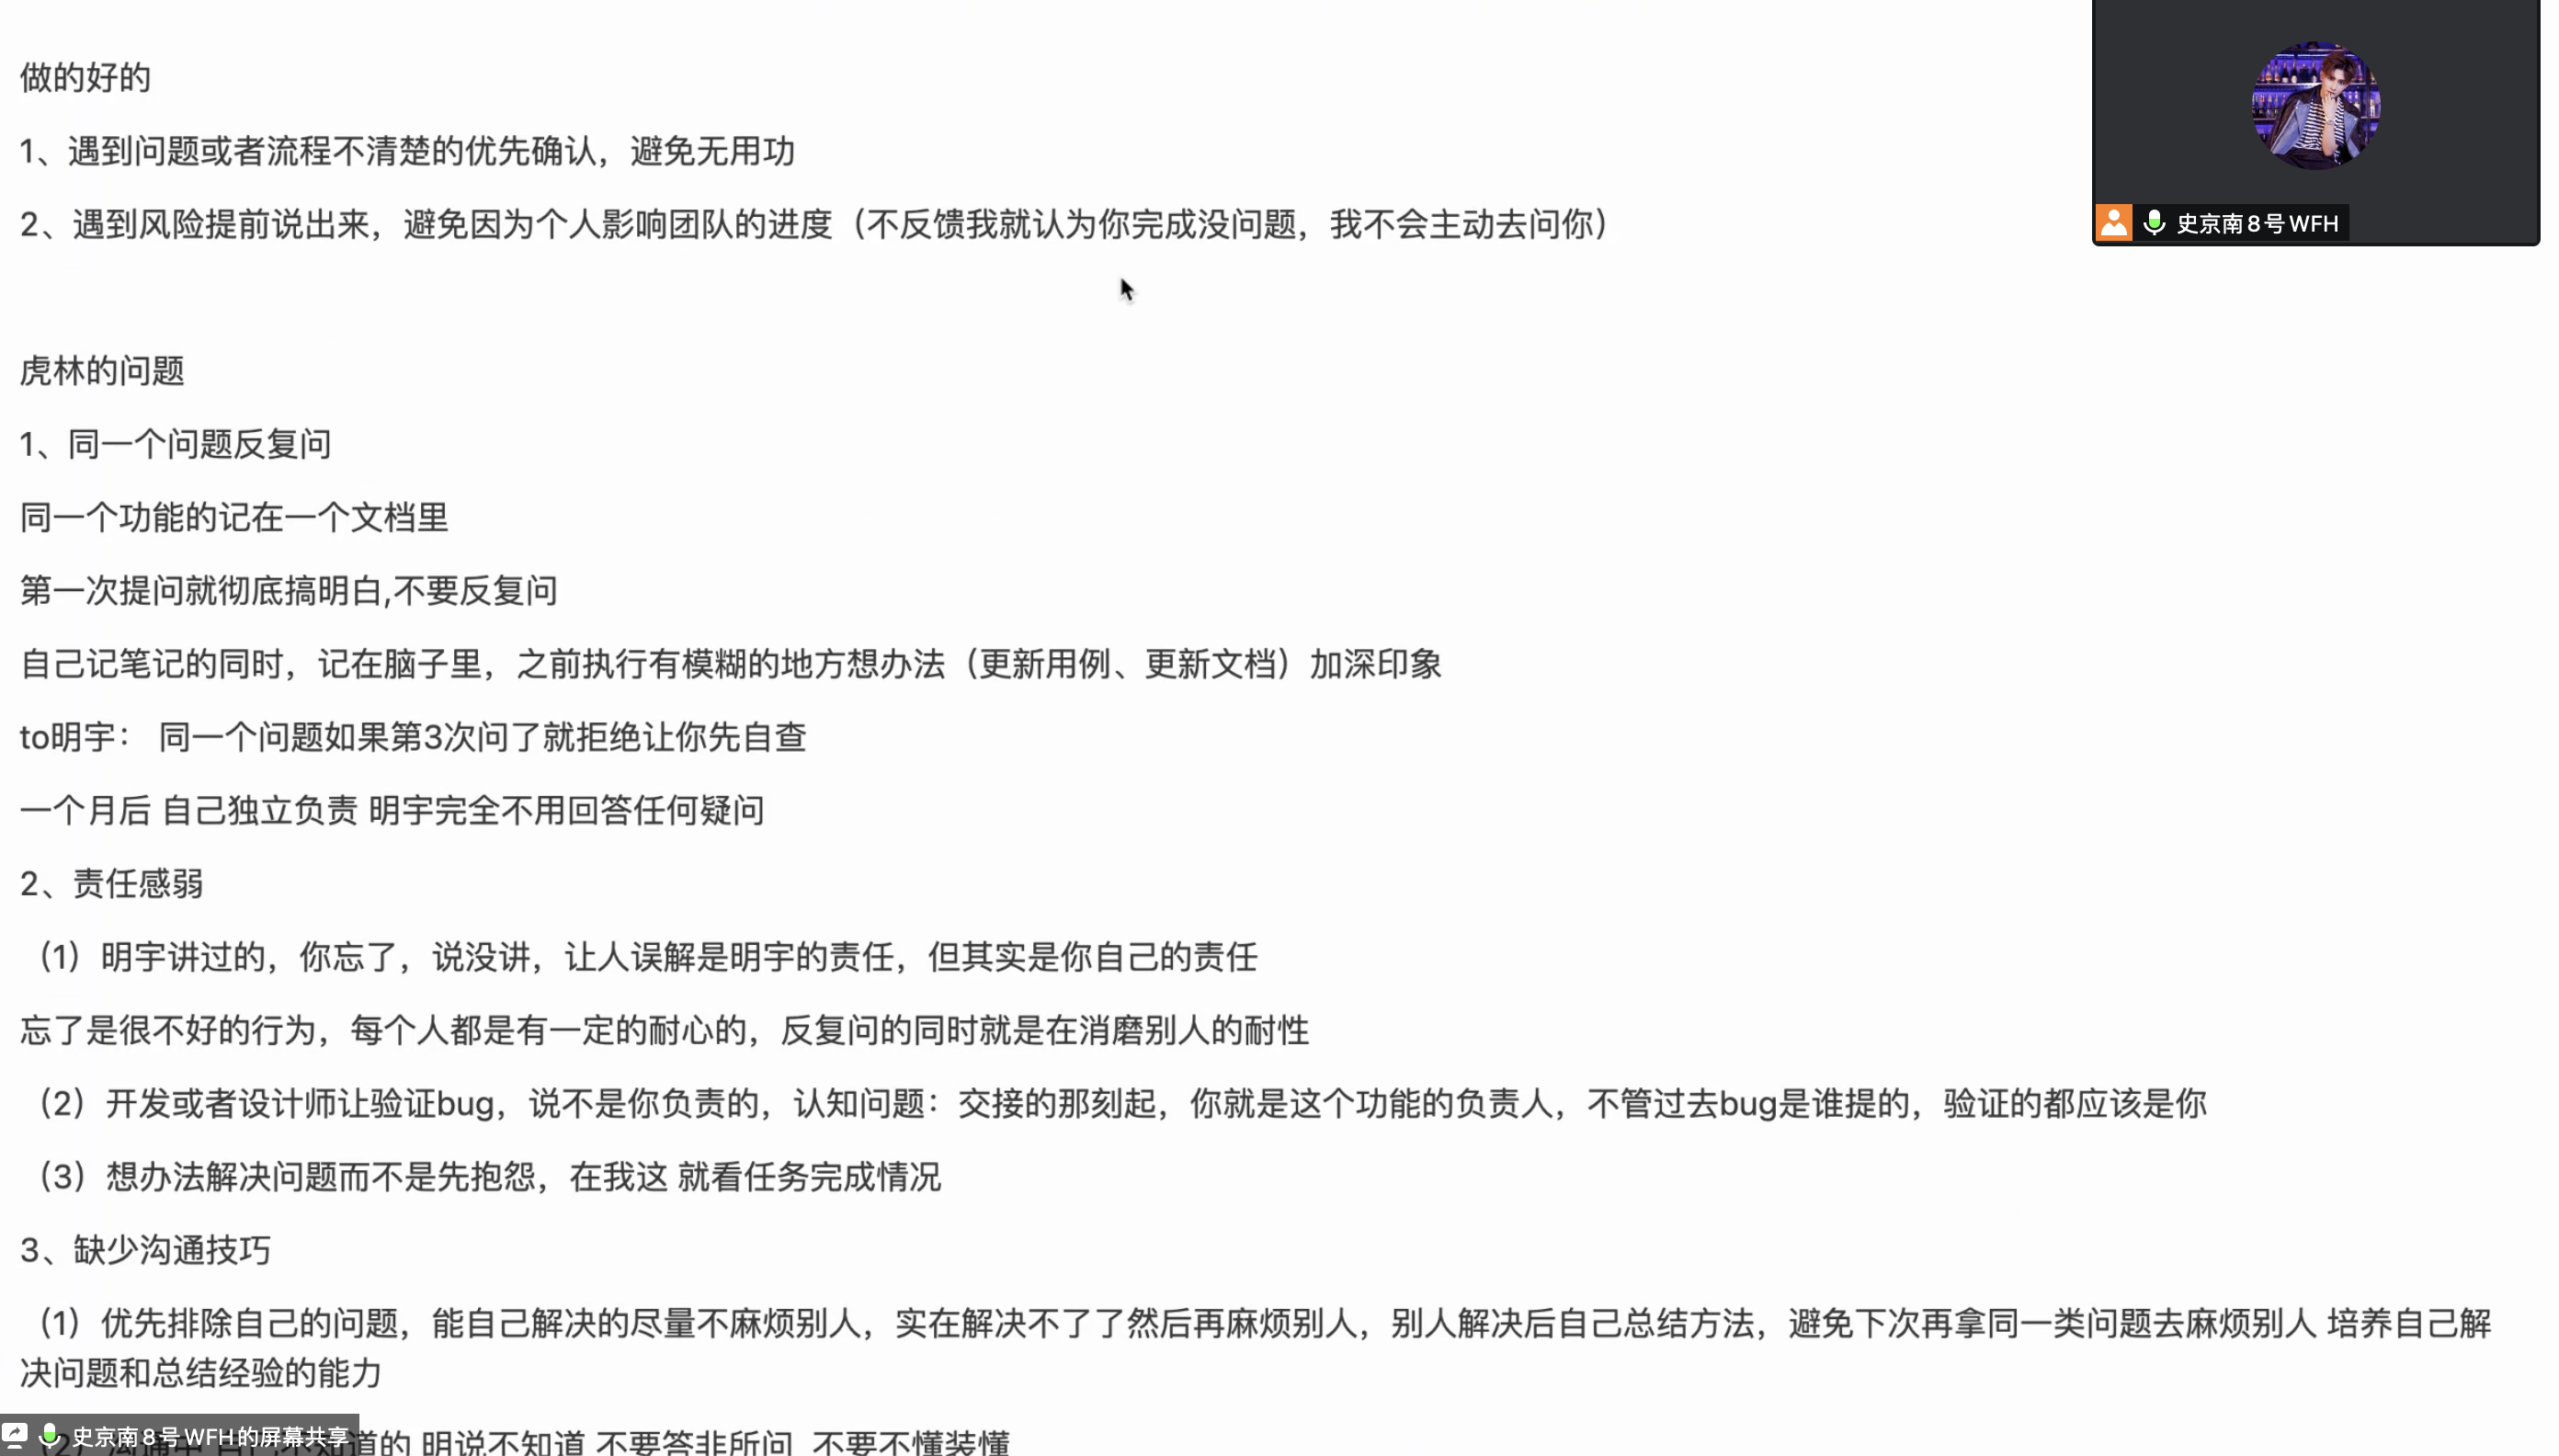 做的好的
1、遇到问题或者流程不清楚的优先确认，避免无用功
2、遇到风险提前说出来，避免因为个人影响团队的进度（不反馈我就认为你完成没问题，我不会主动去问你）
史京南8号WFH
虎林的问题
1、同一个问题反复问
同一个功能的记在一个文档里
第一次提问就彻底搞明白,不要反复问
自己记笔记的同时，记在脑子里，之前执行有模糊的地方想办法（更新用例、更新文档）加深印象
to明宇： 同一个问题如果第3次问了就拒绝让你先自查
一个月后 自己独立负责 明宇完全不用回答任何疑问
2、责任感弱
（1）明宇讲过的，你忘了，说没讲，让人误解是明宇的责任，但其实是你自己的责任
忘了是很不好的行为，每个人都是有一定的耐心的，反复问的同时就是在消磨别人的耐性
（2）开发或者设计师让验证bug，说不是你负责的，认知问题：交接的那刻起，你就是这个功能的负责人，不管过去bug是谁提的，验证的都应该是你
（3）想办法解决问题而不是先抱怨，在我这 就看任务完成情况
3、缺少沟通技巧
（1）优先排除自己的问题，能自己解决的尽量不麻烦别人，实在解决不了了然后再麻烦别人，别人解决后自己总结方法，避免下次再拿同一类问题去麻烦别人 培养自己解
决问题和总结经验的能力
道的 明说不知道 不要答非所问 不要不懂装懂
史京南8号WFH的屏幕共享